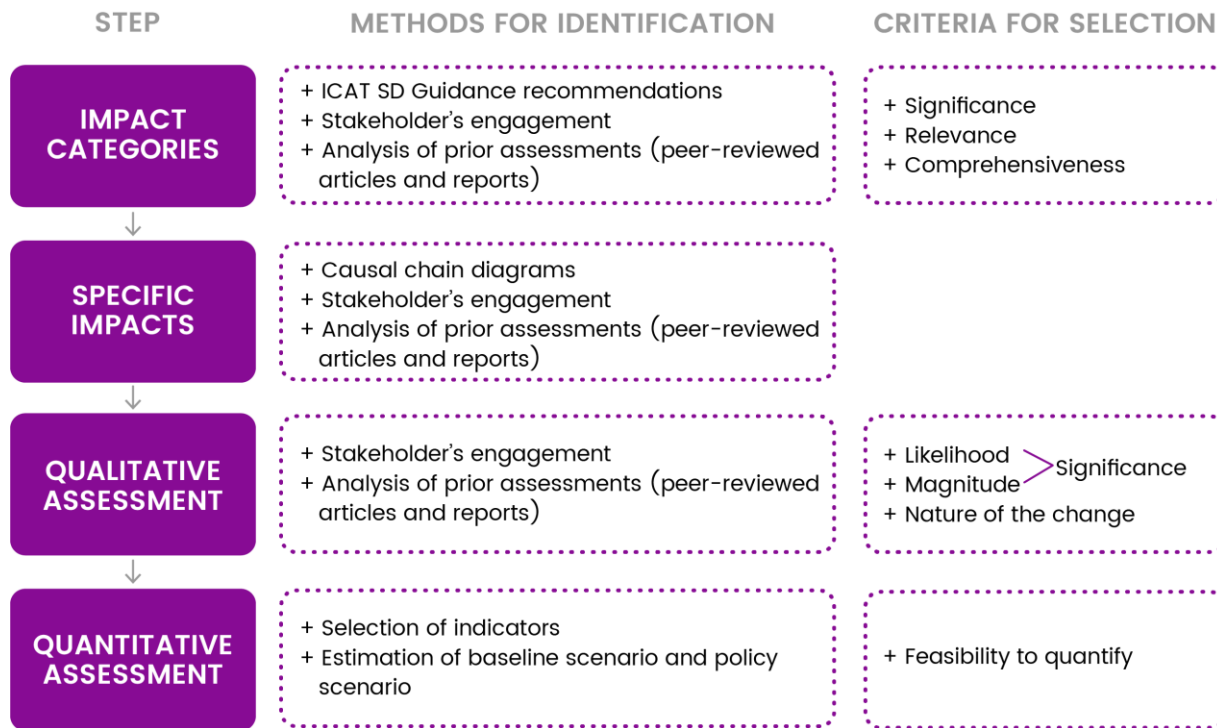 STEP
METHODS FOR IDENTIFICATION
CRITERIA FOR SELECTION
IMPACT
CATEGORIES
+ ICAT SD Guidance recommendations
+ Stakeholder's engagement
+ Analysis of prior assessments (peer-reviewed
articles and reports)
+ Significance
+ Relevance
+ Comprehensiveness
SPECIFIC
IMPACTS
+ Causal chain diagrams
+ Stakeholder's engagement
+ Analysis of prior assessments (peer-reviewed
articles and reports)
QUALITATIVE
ASSESSMENT
+ Stakeholder's engagement
+ Analysis of prior assessments (peer-reviewed
articles and reports)
+ Likelihood
+ Magnitude
Significance
+ Nature of the change
QUANTITATIVE
ASSESSMENT
+ Selection of indicators
+ Estimation of baseline scenario and policy
scenario
+ Feasibility to quantify